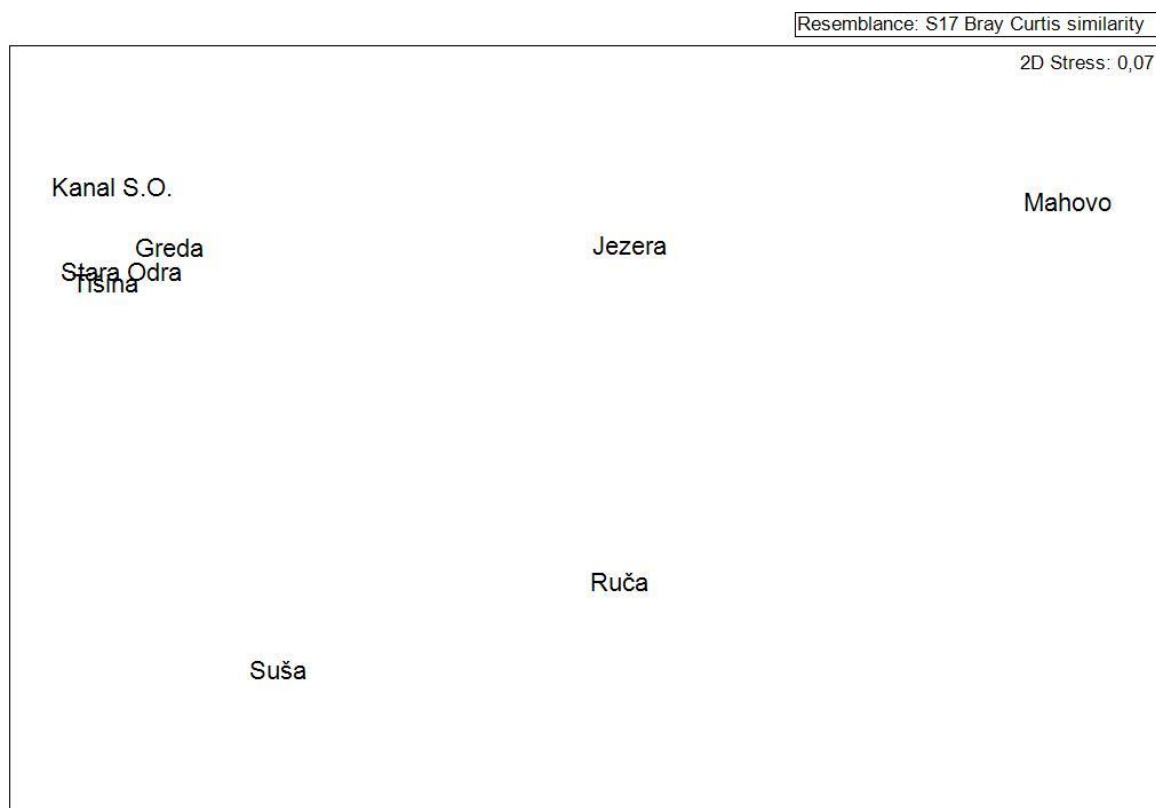 Resemblance: S17 Bray Curtis similarity
2D Stress: 0,07
Kanal S.O.
Mahovo
Greda
Jezera
Stara Odra
Tišina
Ruča
Suša